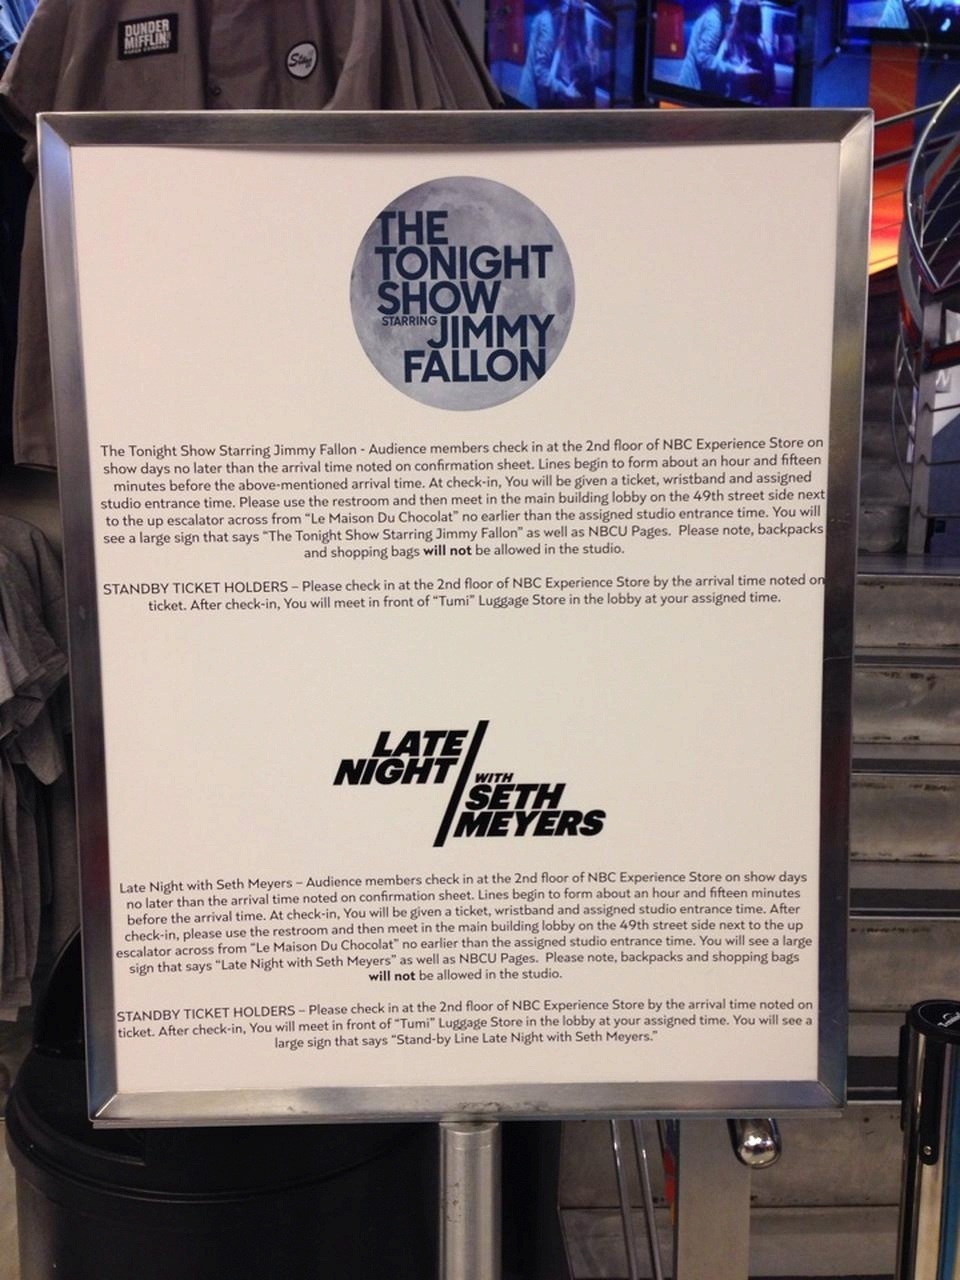 DUNDER
MIFFLIN
Staff
THE
TONIGHT
SHOW
STARRING JIMMY
FALLON
The Tonight Show Starring Jimmy Fallon - Audience members check in at the 2nd floor of NBC Experience Store on
show days no later than the arrival time noted on confirmation sheet. Lines begin to form about an hour and fifteen
minutes before the above-mentioned arrival time. At check-in, You will be given a ticket, wristband and assigned
studio entrance time. Please use the restroom and then meet in the main building lobby on the 49th street side next
to the up escalator across from “Le Maison Du Chocolat” no earlier than the assigned studio entrance time. You will
see a large sign that says “The Tonight Show Starring Jimmy Fallon” as well as NBCU Pages. Please note, backpacks
and shopping bags will not be allowed in the studio.
STANDBY TICKET HOLDERS – Please check in at the 2nd floor of NBC Experience Store by the arrival time noted on
ticket. After check-in, You will meet in front of “Tumi” Luggage Store in the lobby at your assigned time.
LATE
NIGHT
WITH
SETH
MEYERS
Late Night with Seth Meyers – Audience members check in at the 2nd floor of NBC Experience Store on show days
no later than the arrival time noted on confirmation sheet. Lines begin to form about an hour and fifteen minutes
before the arrival time. At check-in, You will be given a ticket, wristband and assigned studio entrance time. After
check-in, please use the restroom and then meet in the main building lobby on the 49th street side next to the up
escalator across from “Le Maison Du Chocolat” no earlier than the assigned studio entrance time. You will see a large
sign that says “Late Night with Seth Meyers” as well as NBCU Pages. Please note, backpacks and shopping bags
will not be allowed in the studio.
STANDBY TICKET HOLDERS – Please check in at the 2nd floor of NBC Experience Store by the arrival time noted on
ticket. After check-in, You will meet in front of “Tumi” Luggage Store in the lobby at your assigned time. You will see a
large sign that says “Stand-by Line Late Night with Seth Meyers.”